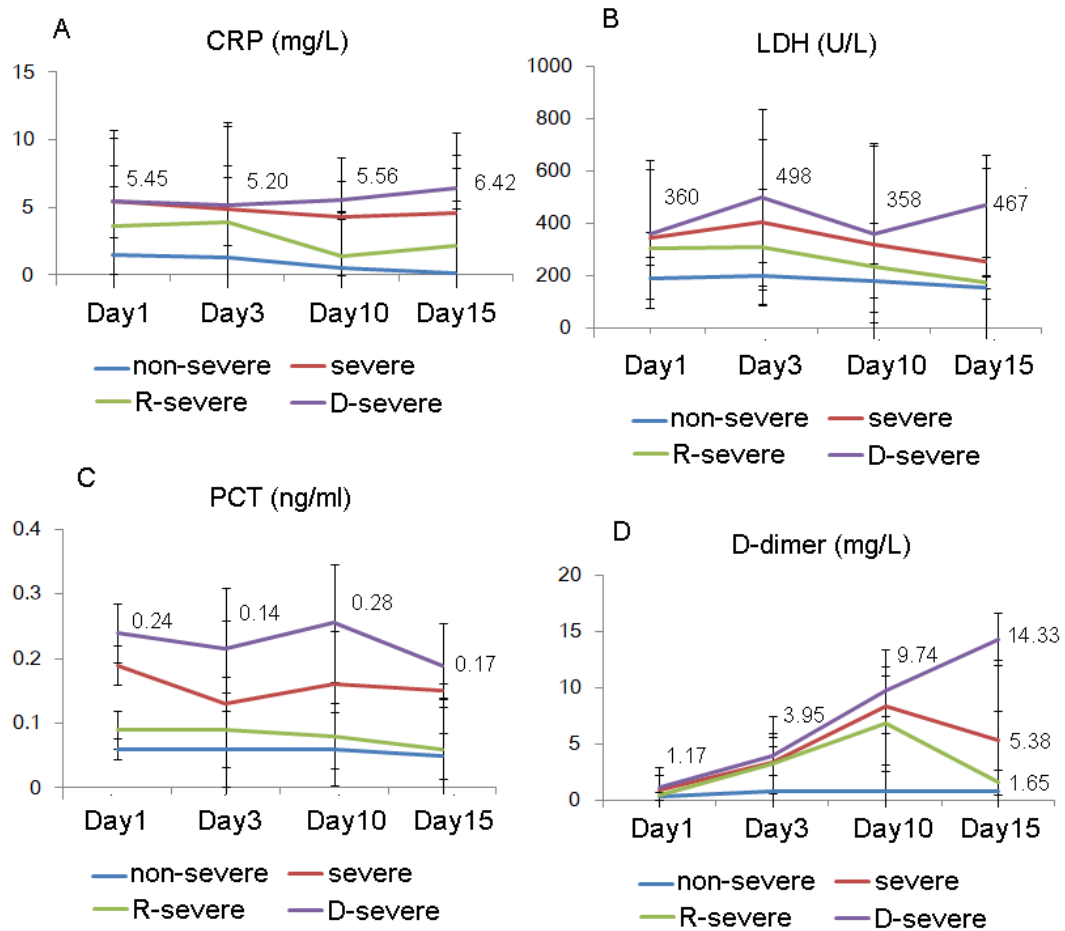 A
CRP (mg/L)
15
10
5
0
5.45
5.20
5.56
6.42
Day1 Day3 Day10 Day15
non-severe severe
R-severe D-severe
B
LDH (U/L)
1000
800
600
400
200
0
360
498
358
467
Day1 Day3 Day10 Day15
non-severe severe
R-severe D-severe
C
PCT (ng/ml)
0.4
0.3
0.2
0.1
0
0.24
0.14
0.28
0.17
Day1 Day3 Day10 Day15
non-severe severe
R-severe D-severe
D
D-dimer (mg/L)
20
15
10
5
0
1.17
3.95
9.74
14.33
5.38
1.65
Day1 Day3 Day10 Day15
non-severe severe
R-severe D-severe